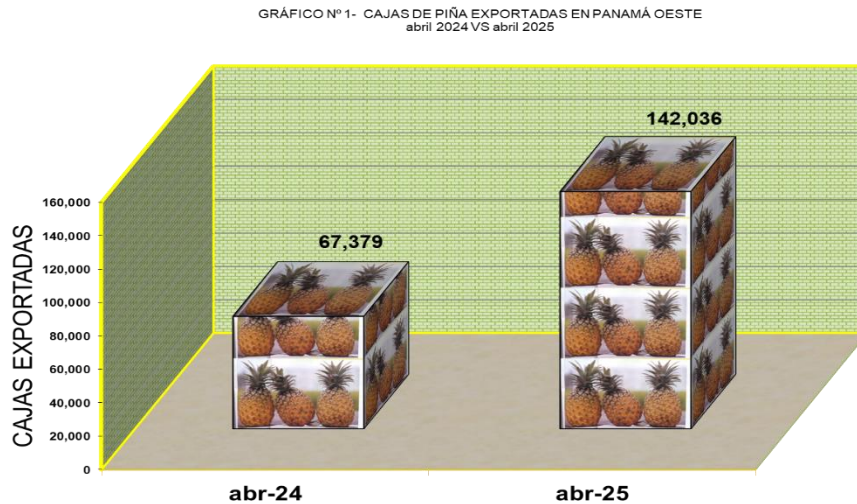 GRÁFICO Nº 1- CAJAS DE PIÑA EXPORTADAS EN PANAMÁ OESTE
abril 2024 VS abril 2025
142,036
67,379
CAJAS EXPORTADAS
160,000
140,000
120,000
100,000
80,000
60,000
40,000
20,000
0
abr-24
abr-25